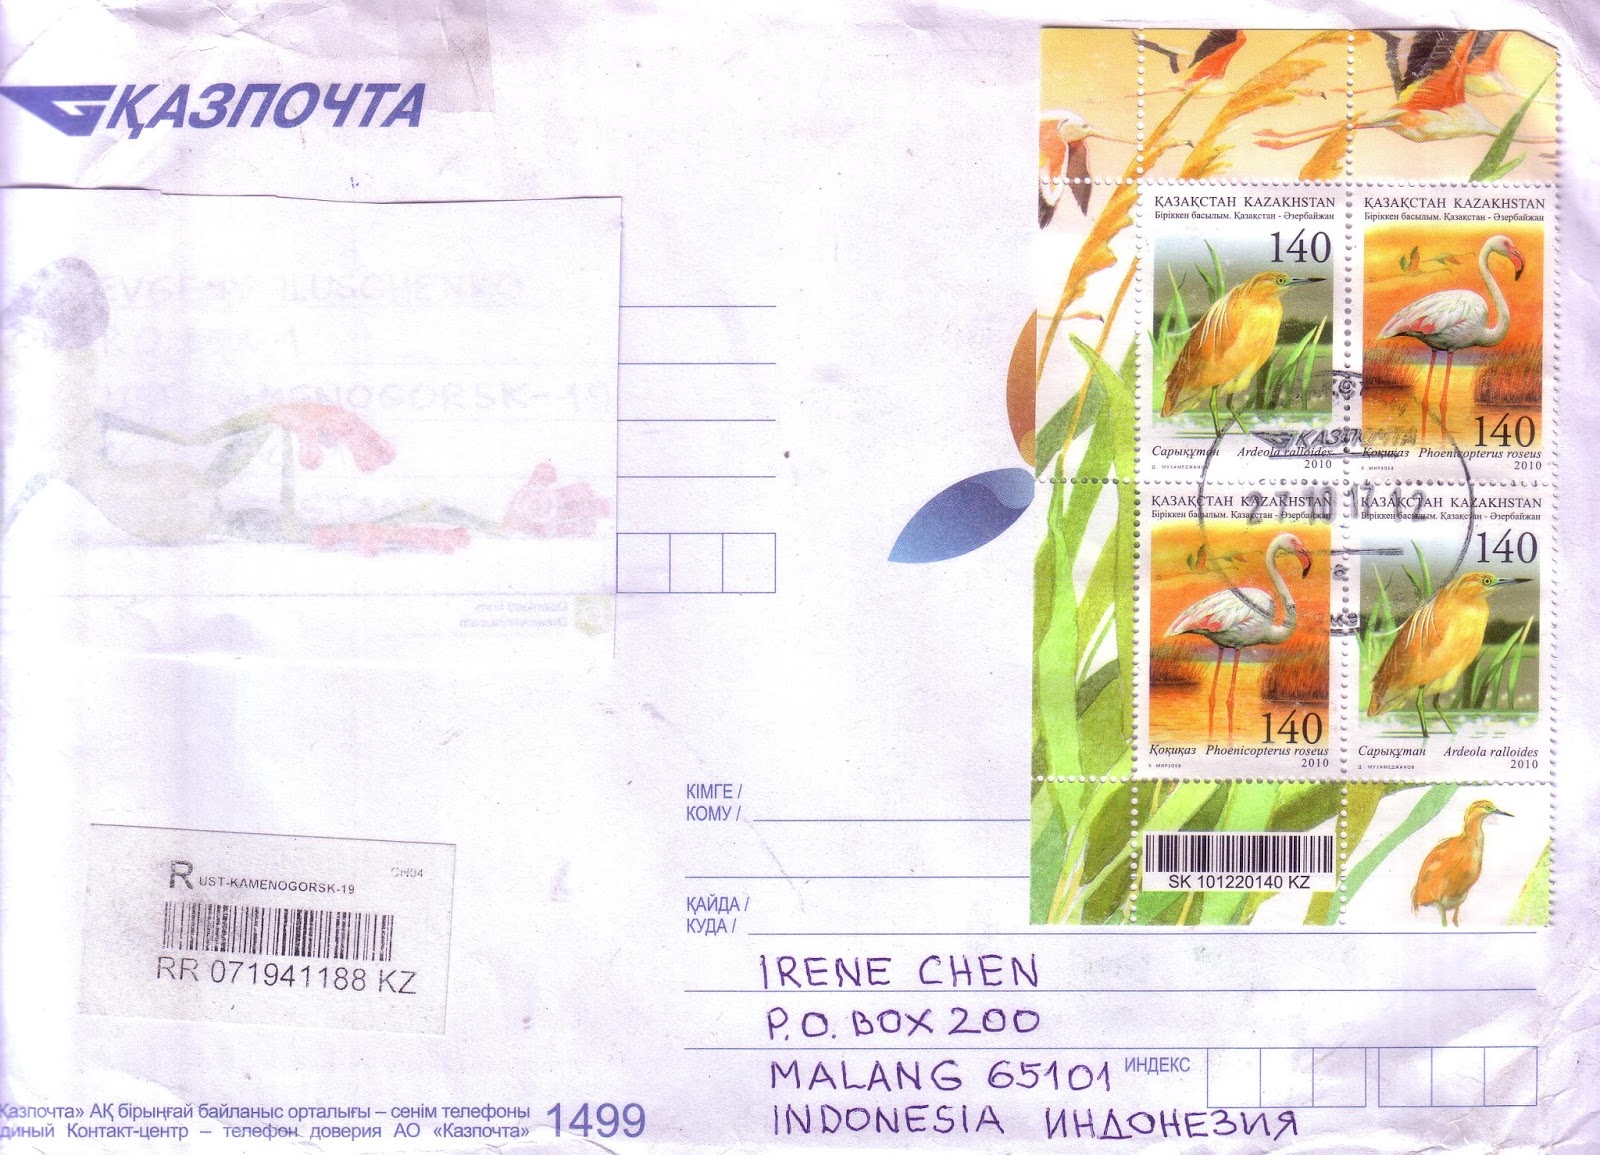 ҚАЗПОЧТА
ҚАЗАҚСТАН KAZAKHSTAN
Біріккен басылым. Қазақстан - Әзербайжан
140
Сарықұтан Ardeola ralloides
Д. МУХАМЕДЖАНОВ 2010
ҚАЗАҚСТАН KAZAKHSTAN
Біріккен басылым. Қазақстан - Әзербайжан
140
Қоқиқаз Phoenicopterus roseus
2010
ҚАЗАҚСТАН KAZAKHSTAN
Біріккен басылым. Қазақстан - Әзербайжан
140
Қоқиқаз Phoenicopterus roseus
2010
ҚАЗАҚСТАН KAZAKHSTAN
Біріккен басылым. Қазақстан - Әзербайжан
140
Сарықұтан Ardeola ralloides
Д. МУХАМЕДЖАНОВ 2010
ҚАЗПОЧТА
SK 101220140 KZ
КІМГЕ /
КОМУ /
ҚАЙДА /
КУДА /
IRENE CHEN
P.O. BOX 200
MALANG 65101
ИНДЕКС
INDONESIA ИНДОНЕЗИЯ
R UST-KAMENOGORSK-19 CN04
RR 071941188 KZ
Қазпочта» АҚ бірыңғай байланыс орталығы – сенім телефоны
диный Контакт-центр – телефон доверия АО «Казпочта»
1499